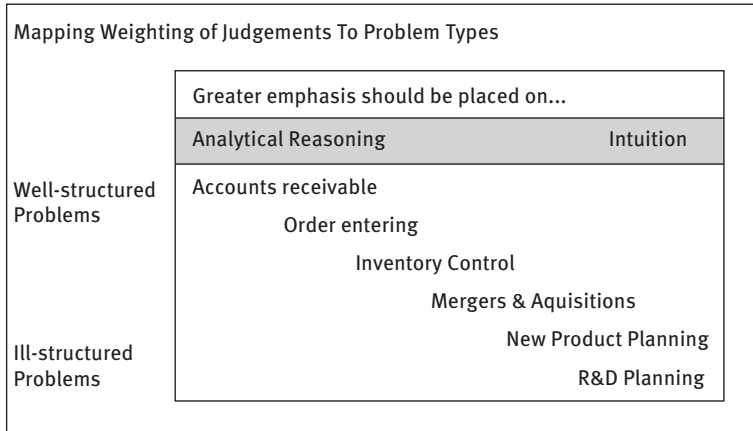 Mapping Weighting of Judgements To Problem Types
Greater emphasis should be placed on...
Analytical Reasoning Intuition
Well-structured
Problems
Accounts receivable
Order entering
Inventory Control
Mergers & Aquisitions
New Product Planning
Ill-structured
Problems
R&D Planning